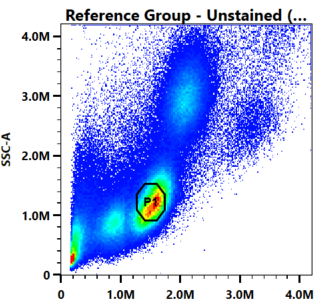 Reference Group - Unstained (...
4.0M
3.0M
SSC-A
2.0M
P1
1.0M
0
0 1.0M 2.0M 3.0M 4.0M